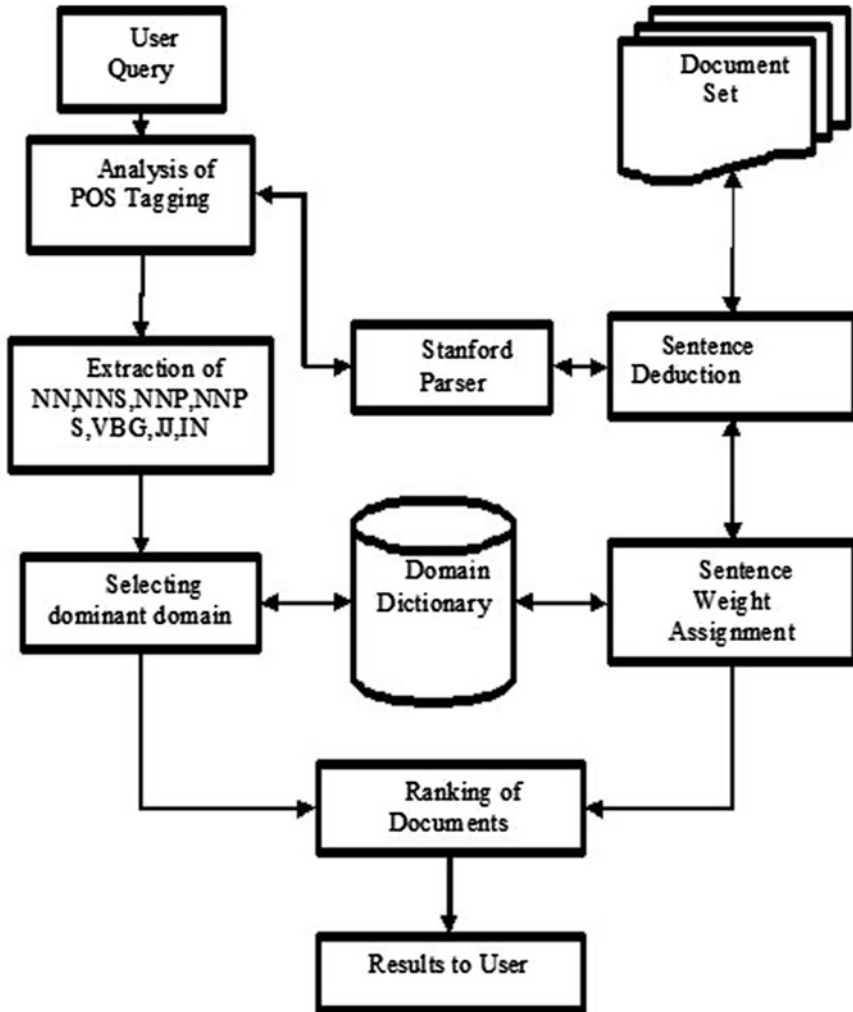 User
Query
Document
Set
Analysis of
POS Tagging
Stanford
Parser
Sentence
Deduction
Extraction of
NN,NNS,NNP,NNP
S,VBG,JJ,IN
Selecting
dominant domain
Domain
Dictionary
Sentence
Weight
Assignment
Ranking of
Documents
Results to User